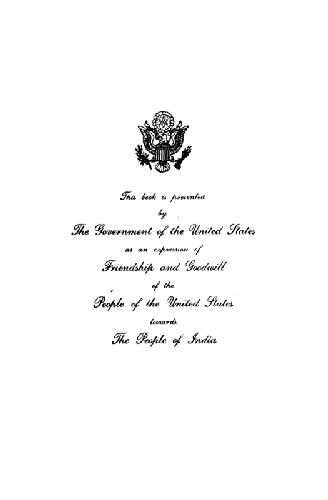 This book is presented
by
The Government of the United States
as an expression of
Friendship and Goodwill
of the
People of the United States
towards
The People of India